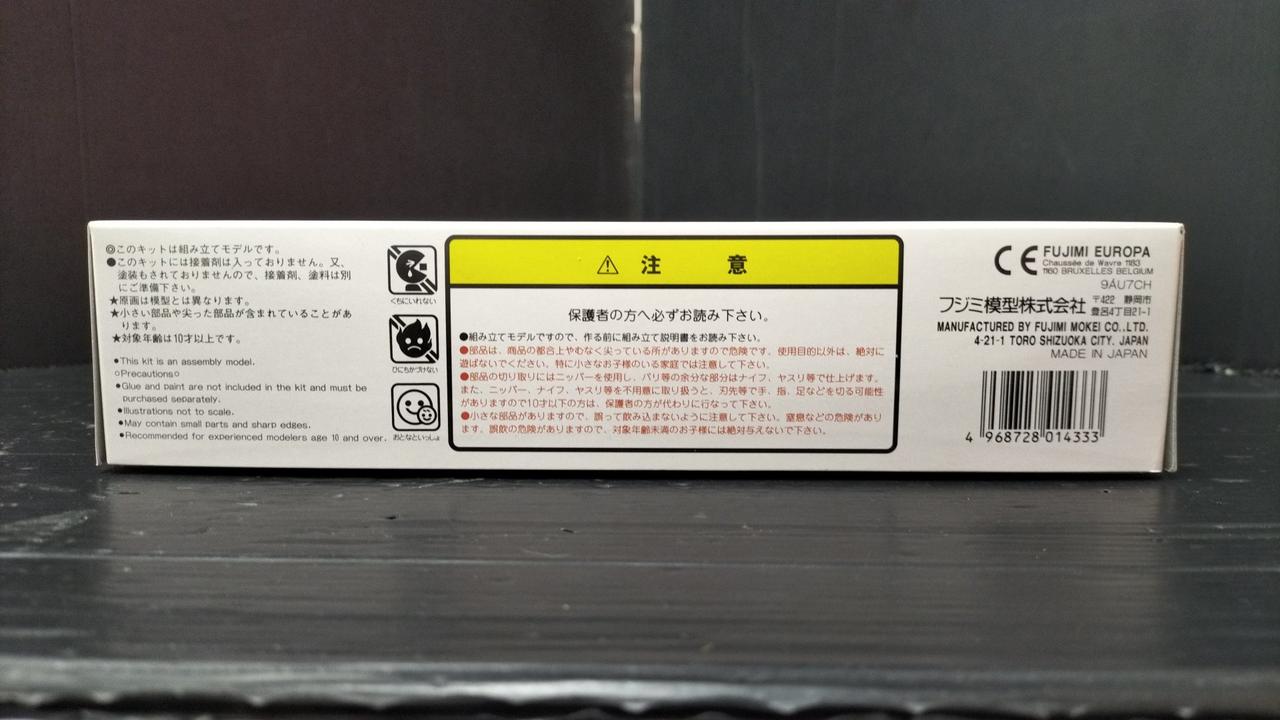 ◎このキットは組み立てモデルです。
●このキットには接着剤は入っておりません。又、
塗装もされておりませんので、接着剤、塗料は別
にご準備下さい。
★原画は模型とは異なります。
★小さい部品や尖った部品が含まれていることがあ
ります。
★対象年齢は10才以上です。
●This kit is an assembly model.
○Precautions○
●Glue and paint are not included in the kit and must be
purchased separately.
●Illustrations not to scale.
●May contain small parts and sharp edges.
●Recommended for experienced modelers age 10 and over.
くちにいれない
ひにちかづけない
おとなといっしょ
注 意
保護者の方へ必ずお読み下さい。
●組み立てモデルですので、作る前に組み立て説明書をお読み下さい。
●部品は、商品の都合上やむなく尖っている所がありますので危険です。使用目的以外は、絶対に
遊ばないでください。特に小さなお子様のいる家庭では注意して下さい。
●部品の切り取りにはニッパーを使用し、バリ等の余分な部分はナイフ、ヤスリ等で仕上げます。
また、ニッパー、ナイフ、ヤスリ等を不用意に取り扱うと、刃先等で手、指、足などを切る可能性
がありますので10才以下の方は、保護者の方が代わりに行なって下さい。
●小さな部品がありますので、誤って飲み込まないように注意して下さい。窒息などの危険があり
ます。誤飲の危険がありますので、対象年齢未満のお子様には絶対与えないで下さい。
CE FUJIMI EUROPA
Chaussée de Wavre 1183
1160 BRUXELLES BELGIUM
9ÁU7CH
フジミ模型株式会社 〒422 静岡市
豊呂4丁目21-1
MANUFACTURED BY FUJIMI MOKEI CO.,LTD.
4-21-1 TORO SHIZUOKA CITY, JAPAN
MADE IN JAPAN
4 968728 014333